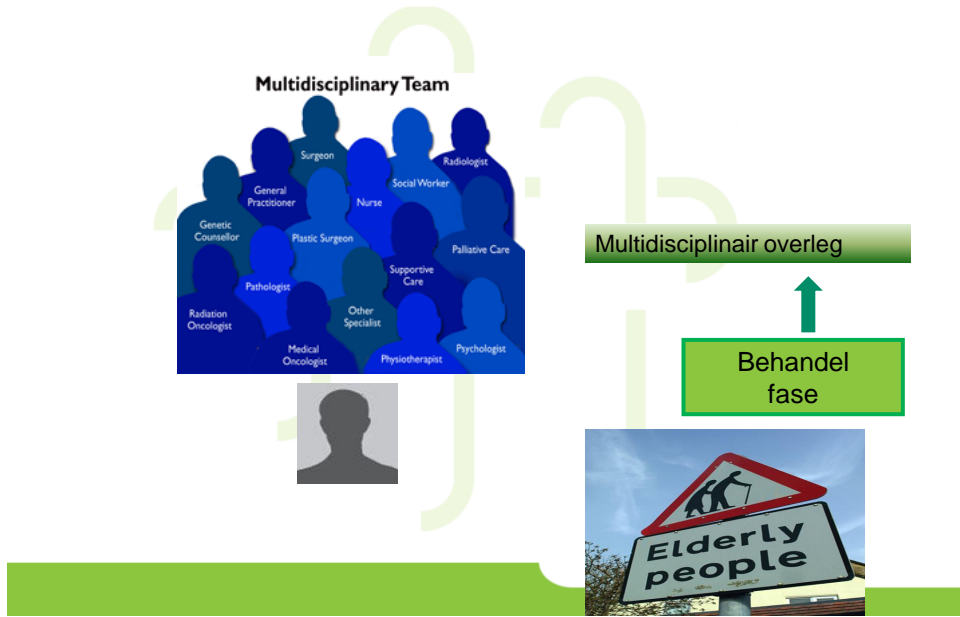 Multidisciplinary Team
Surgeon
Radiologist
Social Worker
General
Practitioner
Nurse
Genetic
Counsellor
Plastic Surgeon
Palliative Care
Supportive
Care
Pathologist
Radiation
Oncologist
Other
Specialist
Medical
Oncologist
Physiotherapist
Psychologist
Multidisciplinair overleg
Behandel
fase
Elderly
people